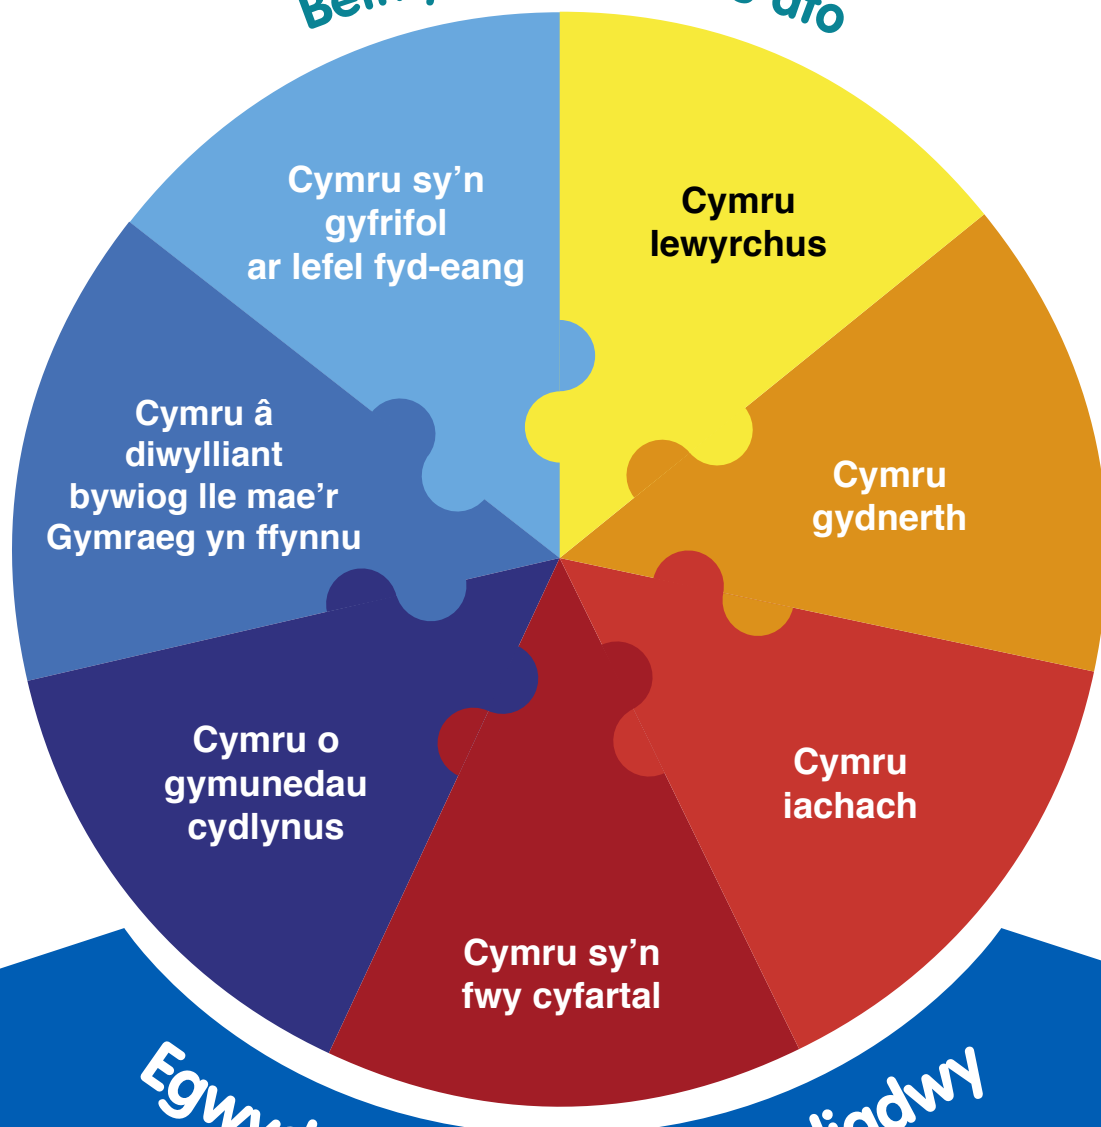 Cymru
lewyrchus
Cymru
gydnerth
Cymru
iachach
Cymru sy’n
fwy cyfartal
Cymru o
gymunedau
cydlynus
Cymru â
diwylliant
bywiog lle mae’r
Gymraeg yn ffynnu
Cymru sy’n
gyfrifol
ar lefel fyd-eang